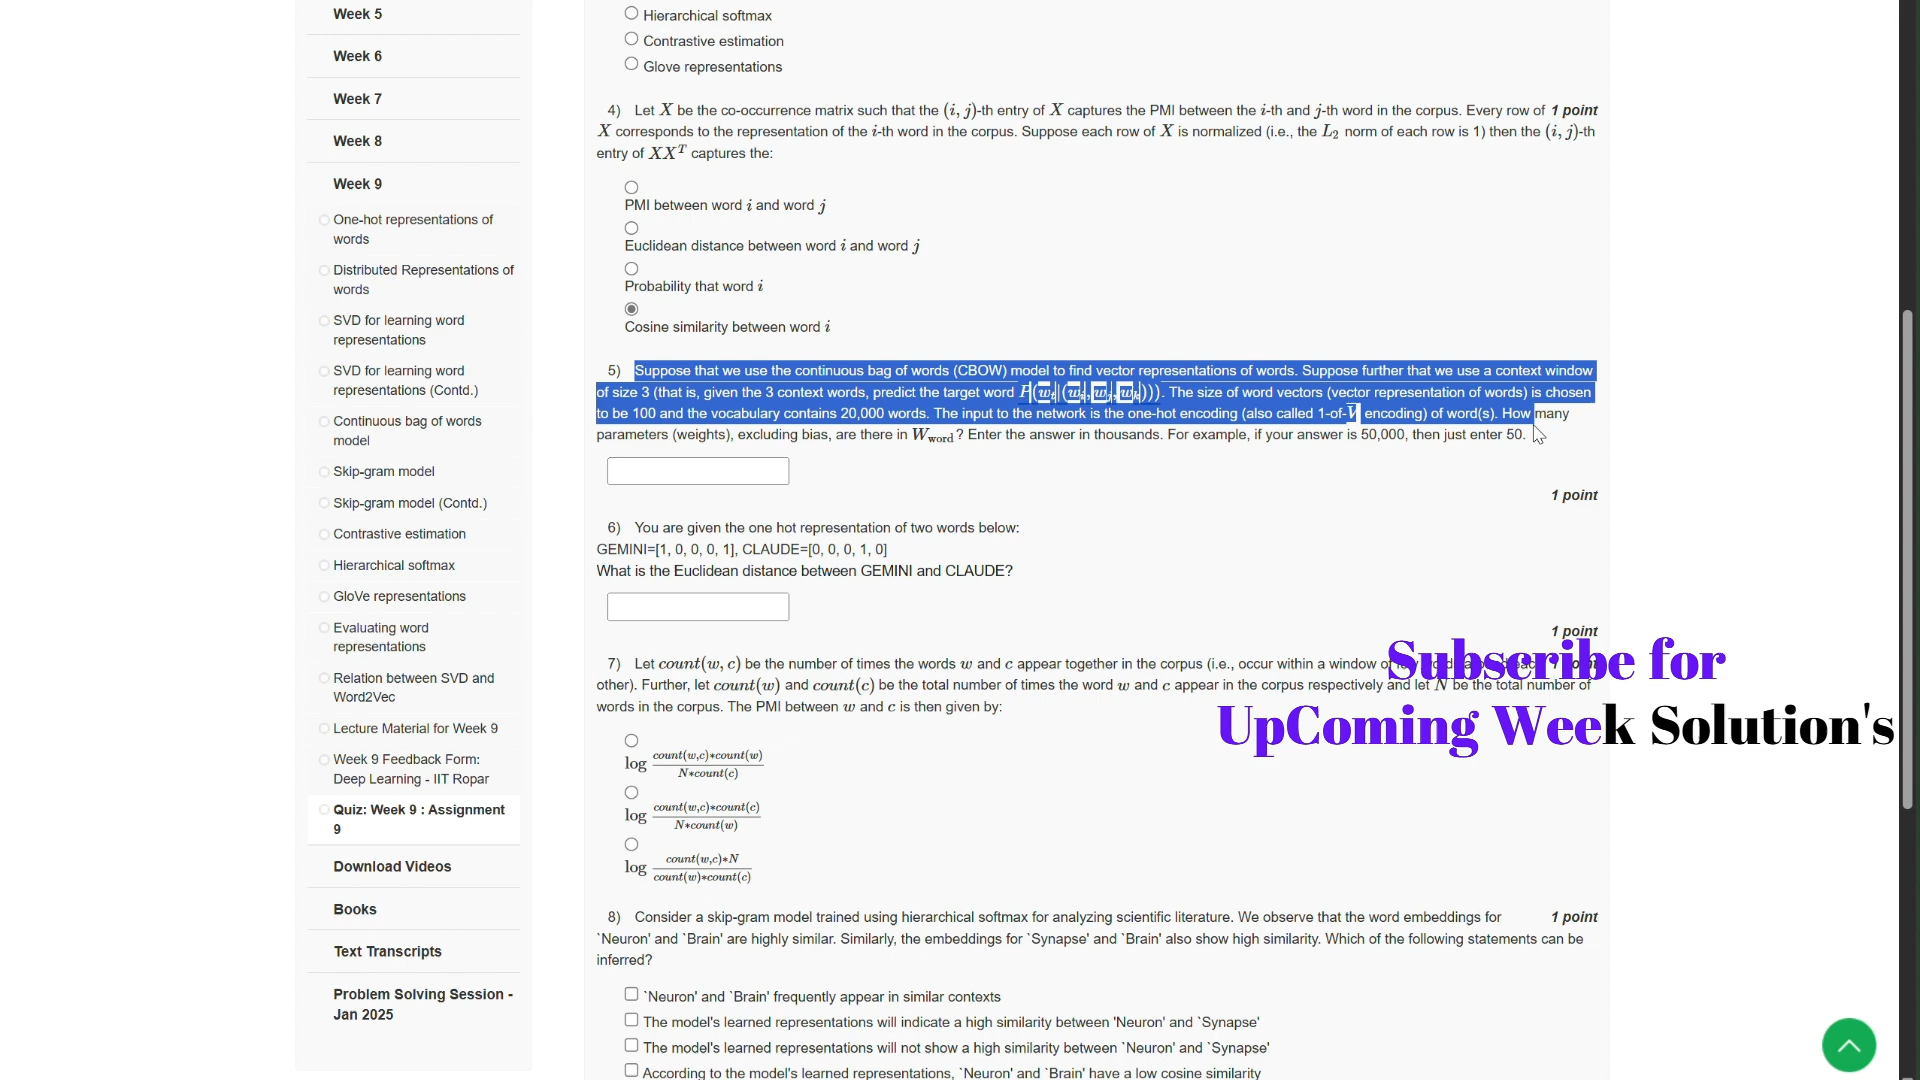 Week 5
Week 6
Week 7
Week 8
Week 9
One-hot representations of
words
Distributed Representations of
words
SVD for learning word
representations
SVD for learning word
representations (Contd.)
Continuous bag of words
model
Skip-gram model
Skip-gram model (Contd.)
Contrastive estimation
Hierarchical softmax
GloVe representations
Evaluating word
representations
Relation between SVD and
Word2Vec
Lecture Material for Week 9
Week 9 Feedback Form:
Deep Learning - IIT Ropar
Quiz: Week 9 : Assignment
9
Download Videos
Books
Text Transcripts
Problem Solving Session -
Jan 2025
Hierarchical softmax
Contrastive estimation
Glove representations
4) Let X be the co-occurrence matrix such that the (i, j)-th entry of X captures the PMI between the i-th and j-th word in the corpus. Every row of 1 point
X corresponds to the representation of the i-th word in the corpus. Suppose each row of X is normalized (i.e., the L₂ norm of each row is 1) then the (i, j)-th
entry of XXᵀ captures the:
PMI between word i and word j
Euclidean distance between word i and word j
Probability that word i
Cosine similarity between word i
5) Suppose that we use the continuous bag of words (CBOW) model to find vector representations of words. Suppose further that we use a context window
of size 3 (that is, given the 3 context words, predict the target word P(wₜ|(wᵢ, wⱼ, wₖ))). The size of word vectors (vector representation of words) is chosen
to be 100 and the vocabulary contains 20,000 words. The input to the network is the one-hot encoding (also called 1-of-V encoding) of word(s). How many
parameters (weights), excluding bias, are there in W_word? Enter the answer in thousands. For example, if your answer is 50,000, then just enter 50.
1 point
6) You are given the one hot representation of two words below:
GEMINI=[1, 0, 0, 0, 1], CLAUDE=[0, 0, 0, 1, 0]
What is the Euclidean distance between GEMINI and CLAUDE?
1 point
7) Let count(w, c) be the number of times the words w and c appear together in the corpus (i.e., occur within a window of
other). Further, let count(w) and count(c) be the total number of times the word w and c appear in the corpus respectively and let N be the total number of
words in the corpus. The PMI between w and c is then given by:
log count(w,c)*count(w) / N*count(c)
log count(w,c)*count(c) / N*count(w)
log count(w,c)*N / count(w)*count(c)
Subscribe for
UpComing Week Solution's
8) Consider a skip-gram model trained using hierarchical softmax for analyzing scientific literature. We observe that the word embeddings for 1 point
`Neuron' and `Brain' are highly similar. Similarly, the embeddings for `Synapse' and `Brain' also show high similarity. Which of the following statements can be
inferred?
`Neuron' and `Brain' frequently appear in similar contexts
The model's learned representations will indicate a high similarity between 'Neuron' and `Synapse'
The model's learned representations will not show a high similarity between `Neuron' and `Synapse'
According to the model's learned representations, `Neuron' and `Brain' have a low cosine similarity